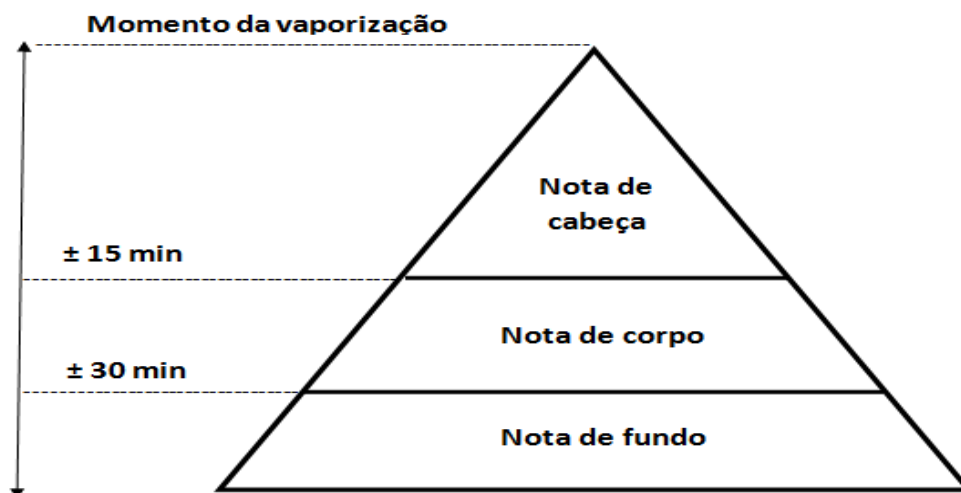 Momento da vaporização
Nota de
cabeça
± 15 min
Nota de corpo
± 30 min
Nota de fundo